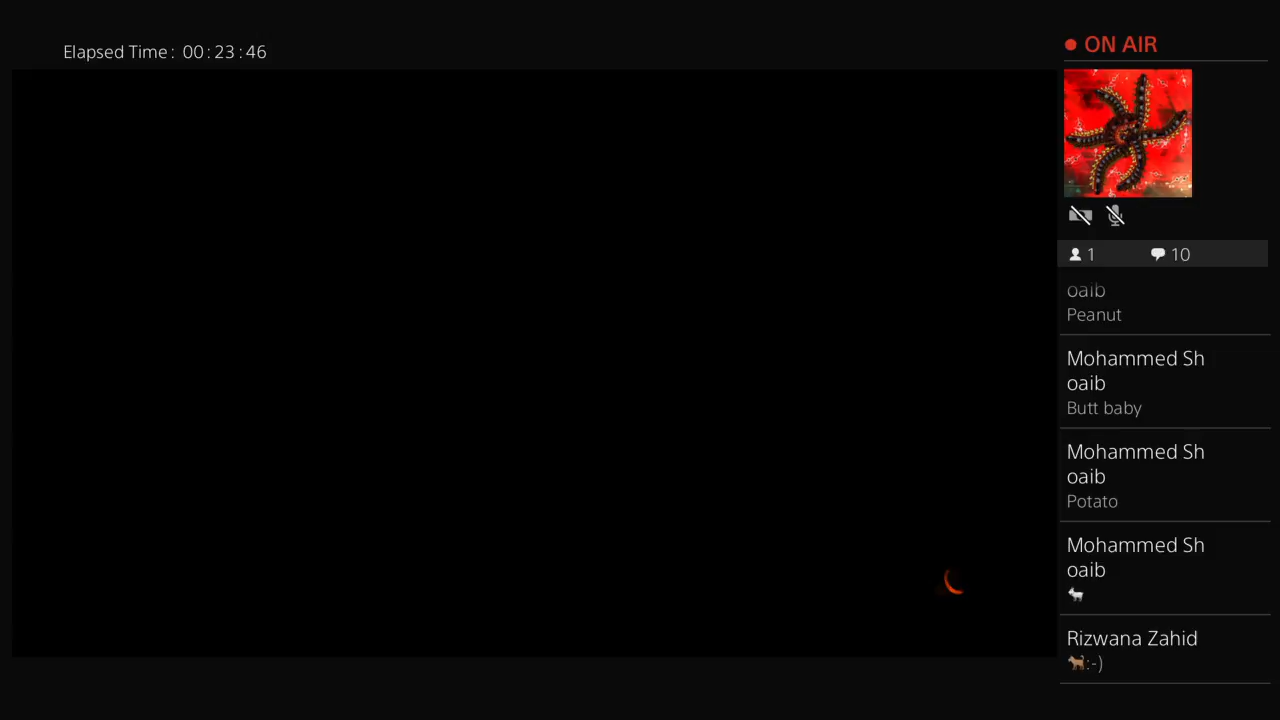 Elapsed Time: 00:23:46
ON AIR
1 10
oaib
Peanut
Mohammed Sh
oaib
Butt baby
Mohammed Sh
oaib
Potato
Mohammed Sh
oaib
🐐
Rizwana Zahid
🐕:-)